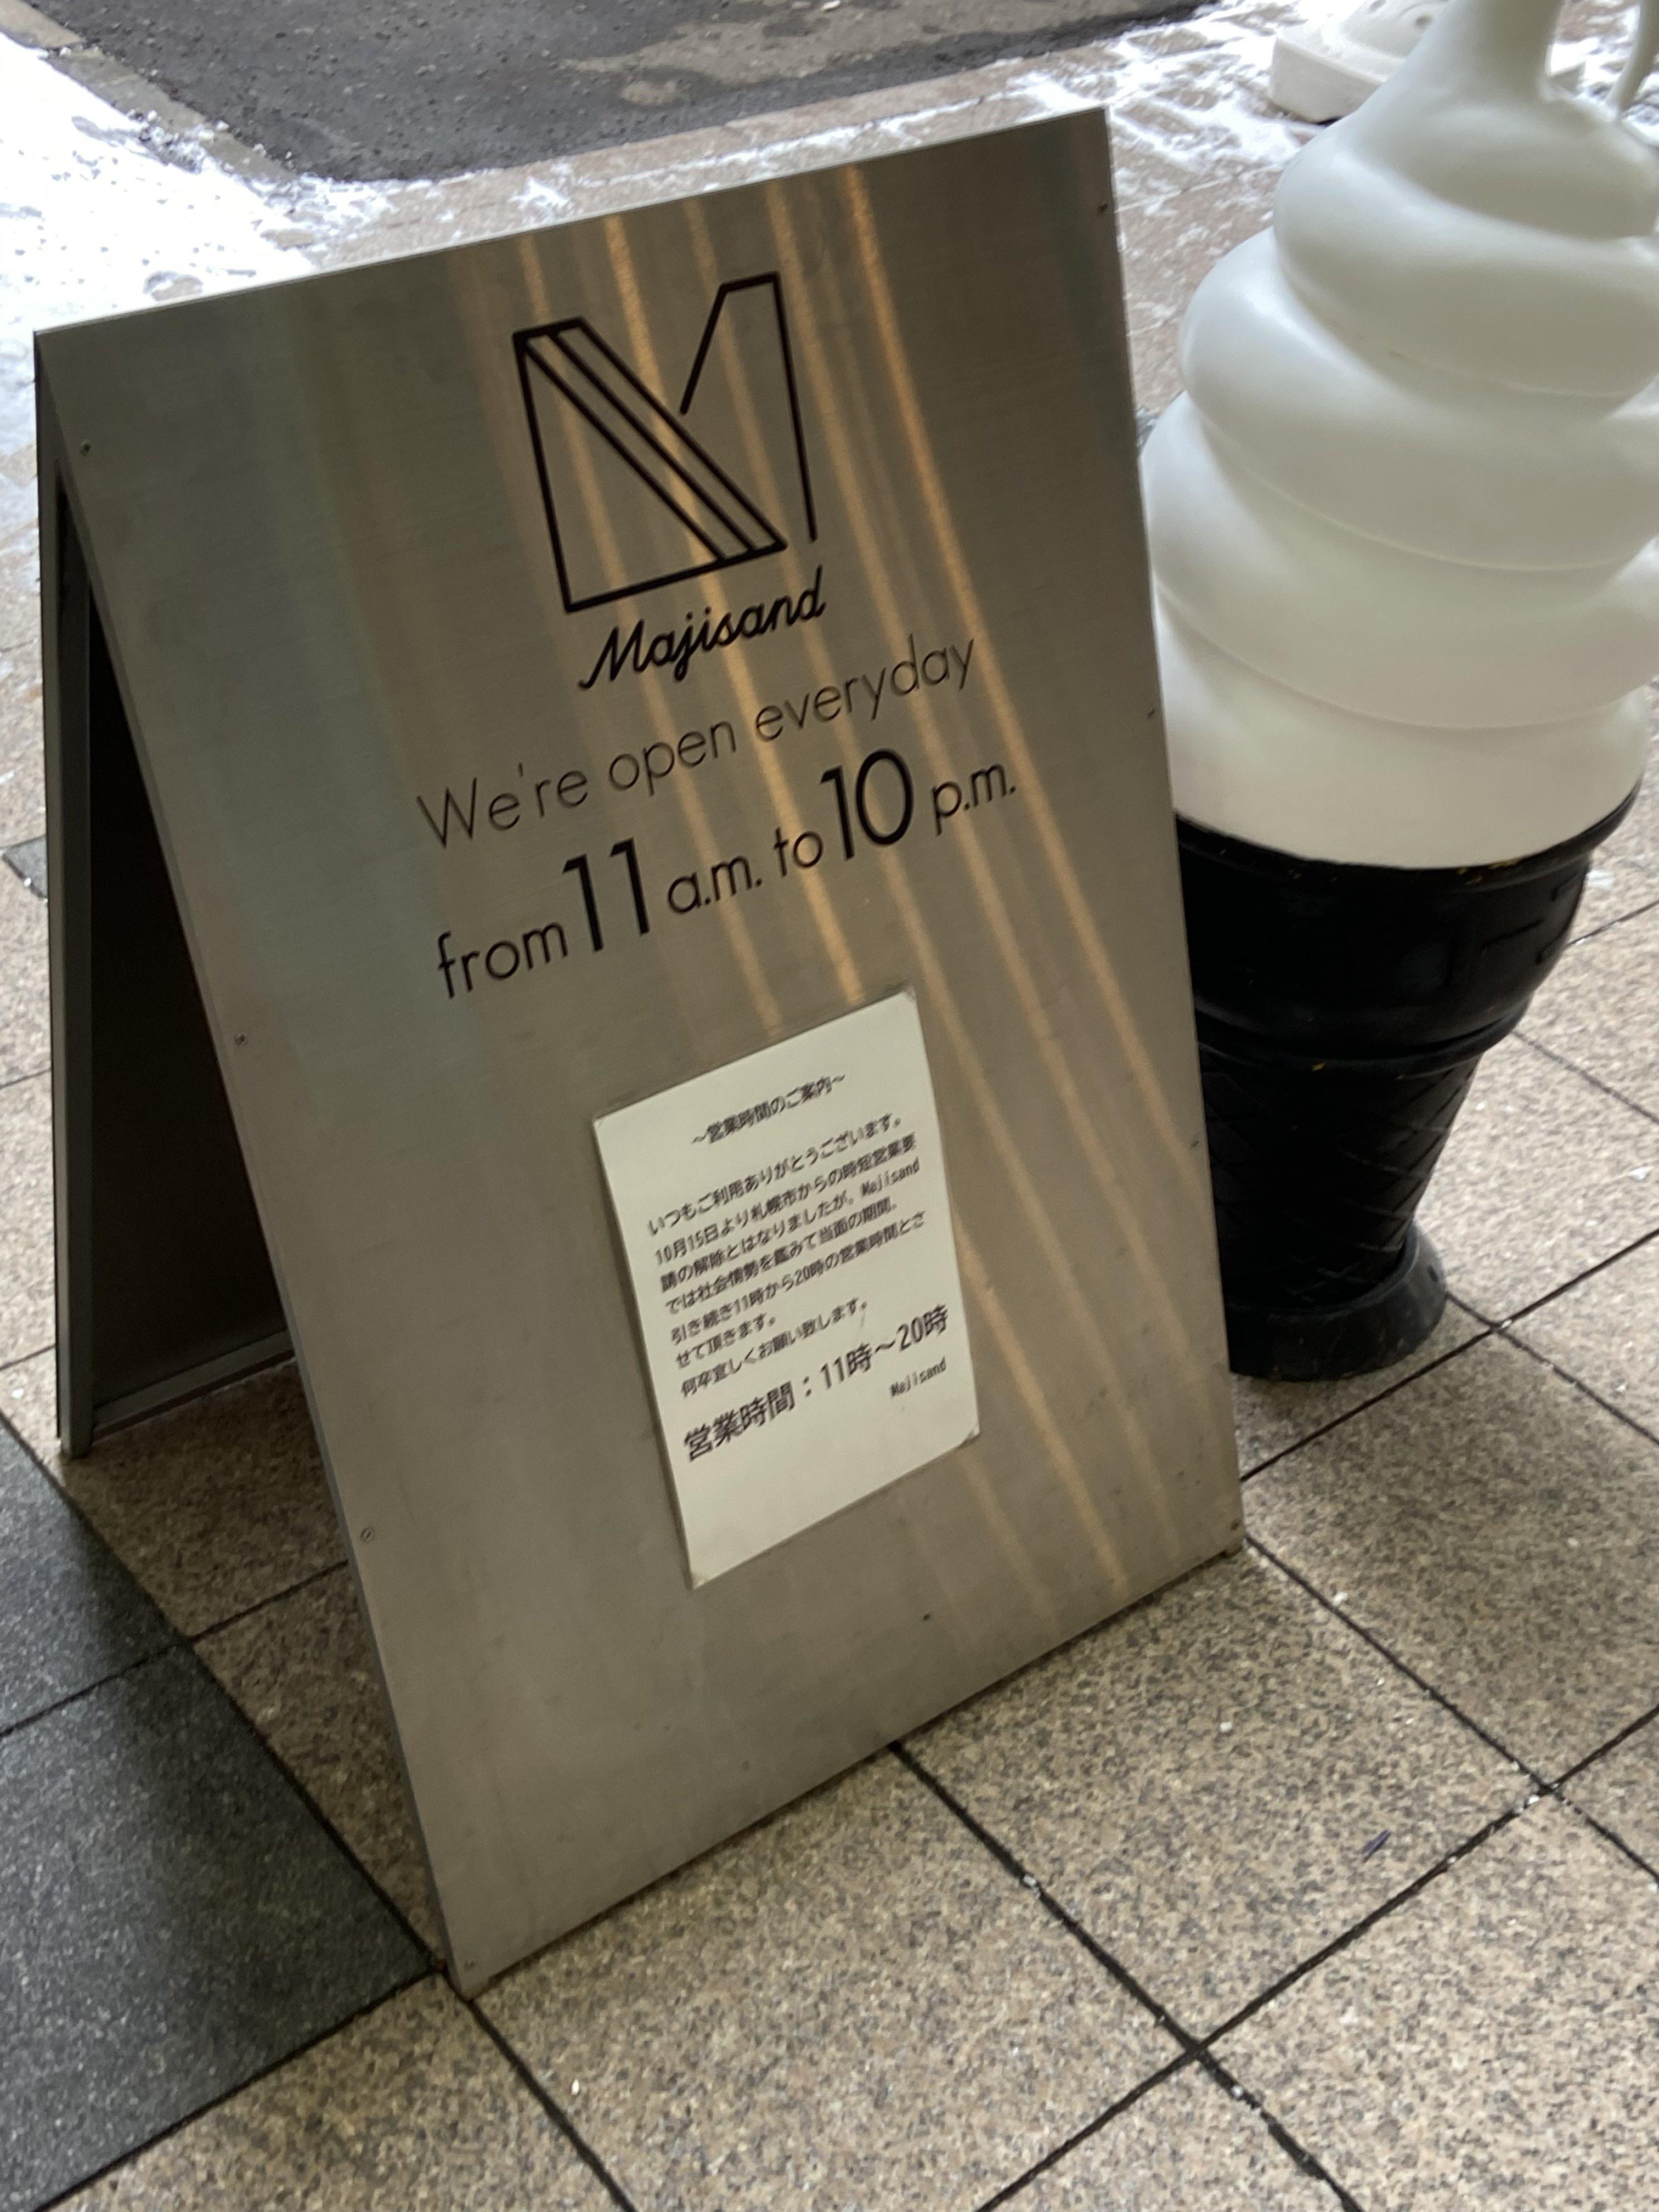 Majisand
We're open everyday
from 11 a.m. to 10 p.m.
～営業時間のご案内～
いつもご利用ありがとうございます。
10月15日より札幌市からの時短営業要
請の解除とはなりましたが、Majisand
では社会情勢を鑑みて当面の期間、
引き続き11時から20時の営業時間とさ
せて頂きます。
何卒宜しくお願い致します。
営業時間：11時～20時
Majisand